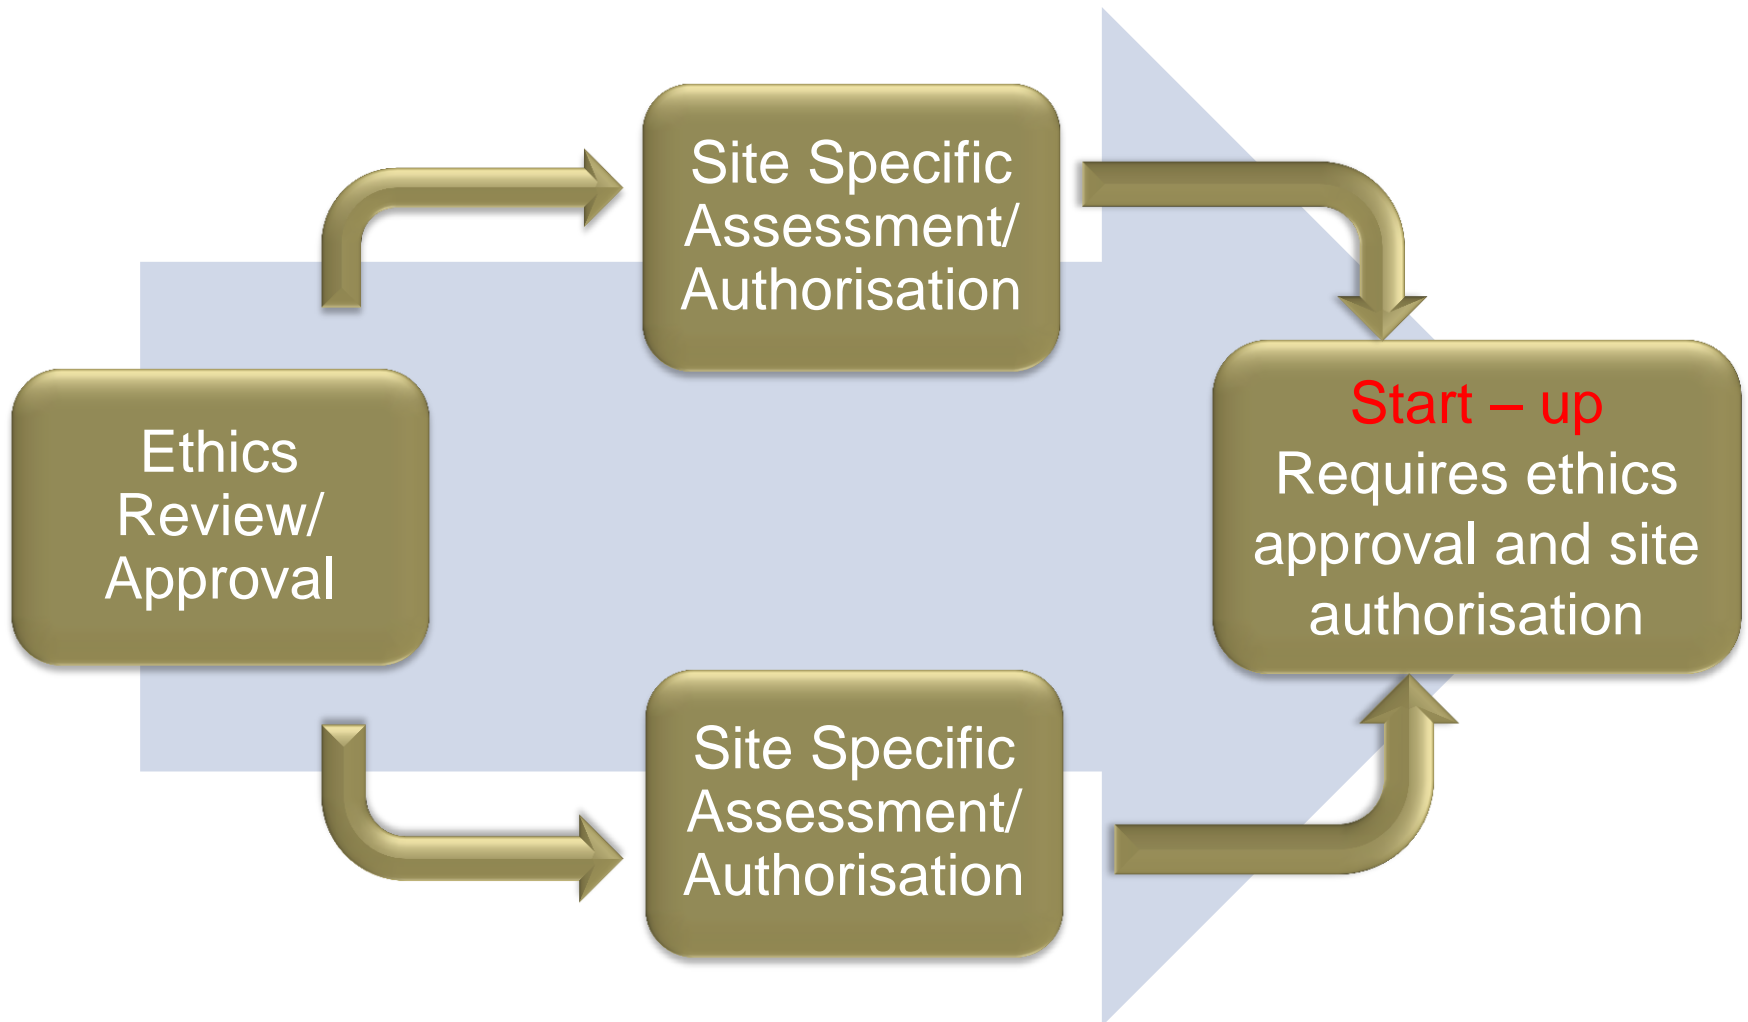 Site Specific
Assessment/
Authorisation
Ethics
Review/
Approval
Start – up
Requires ethics
approval and site
authorisation
Site Specific
Assessment/
Authorisation